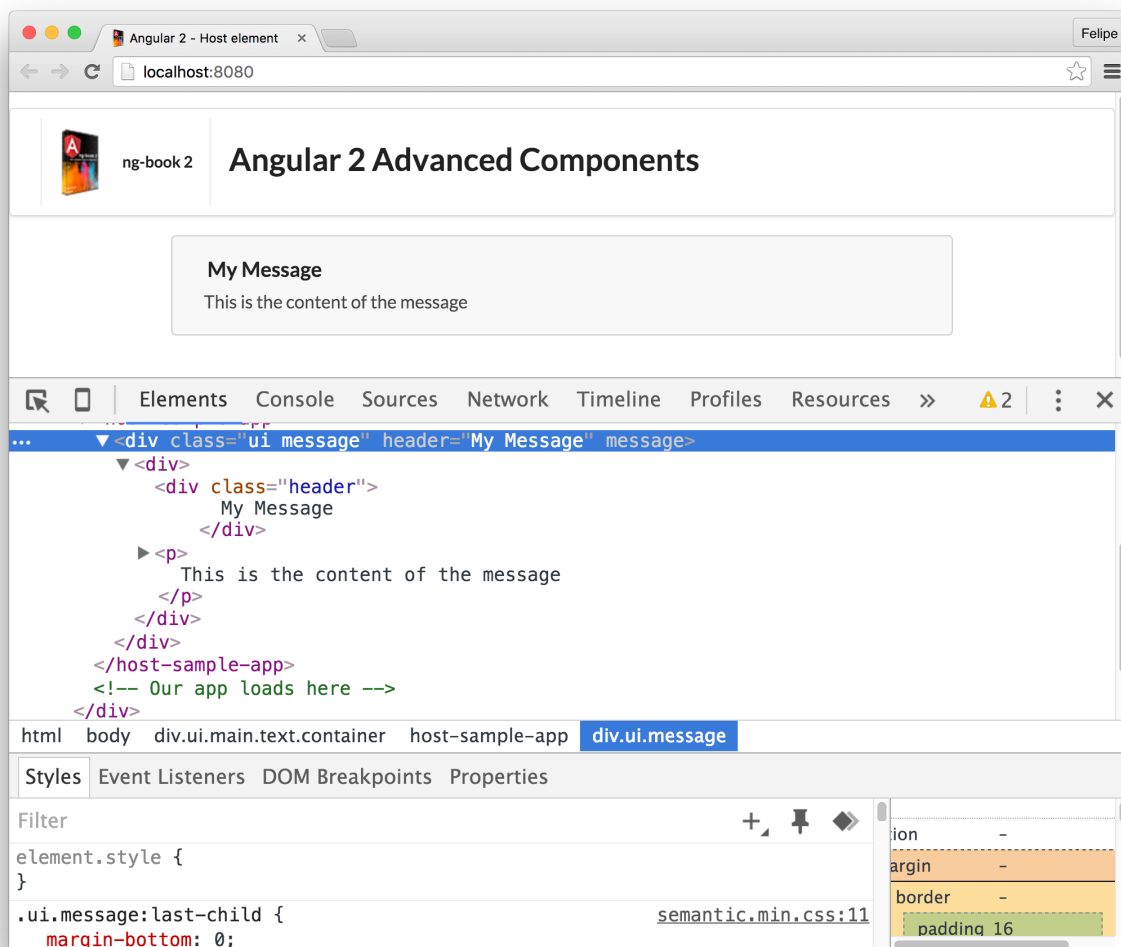 Angular 2 - Host element
Felipe
localhost:8080
ng-book 2
Angular 2 Advanced Components
My Message
This is the content of the message
Elements Console Sources Network Timeline Profiles Resources » 2
… <div class="ui message" header="My Message" message>
<div>
<div class="header">
My Message
</div>
<p>
This is the content of the message
</p>
</div>
</div>
</host-sample-app>
<!-- Our app loads here -->
</div>
html body div.ui.main.text.container host-sample-app div.ui.message
Styles Event Listeners DOM Breakpoints Properties
Filter
element.style {
}
.ui.message:last-child { semantic.min.css:11
margin-bottom: 0;
ion –
argin –
border –
padding 16